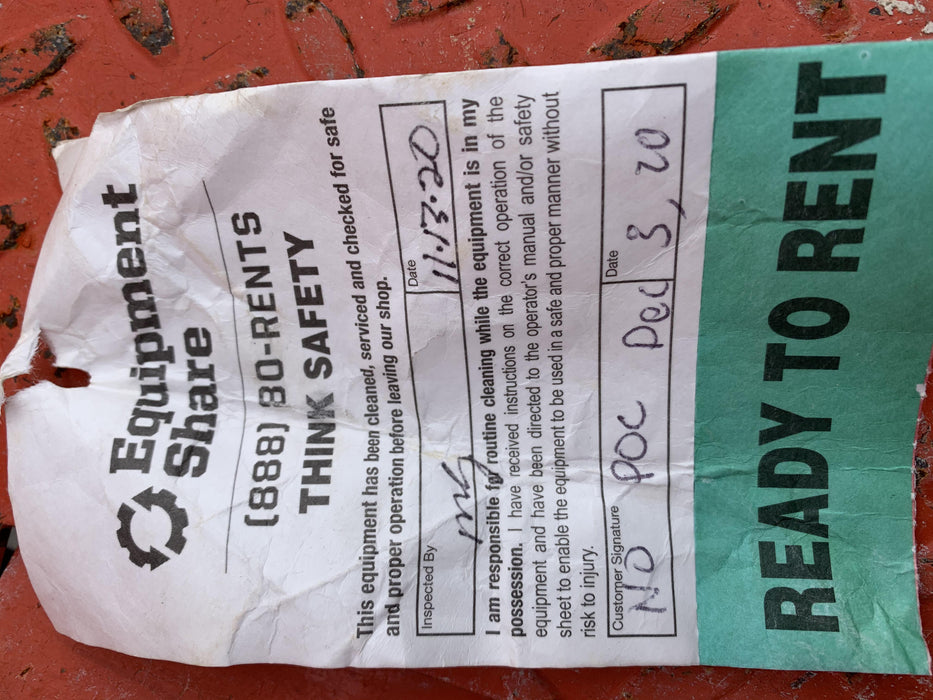 Equipment
Share
(888) 80-RENTS
THINK SAFETY
This equipment has been cleaned, serviced and checked for safe
and proper operation before leaving our shop.
Inspected By
Date
11.13.20
I am responsible for routine cleaning while the equipment is in my
possession. I have received instructions on the correct operation of the
equipment and have been directed to the operator's manual and/or safety
sheet to enable the equipment to be used in a safe and proper manner without
risk to injury.
Customer Signature
Date
NO POC Dec 3, 20
READY TO RENT